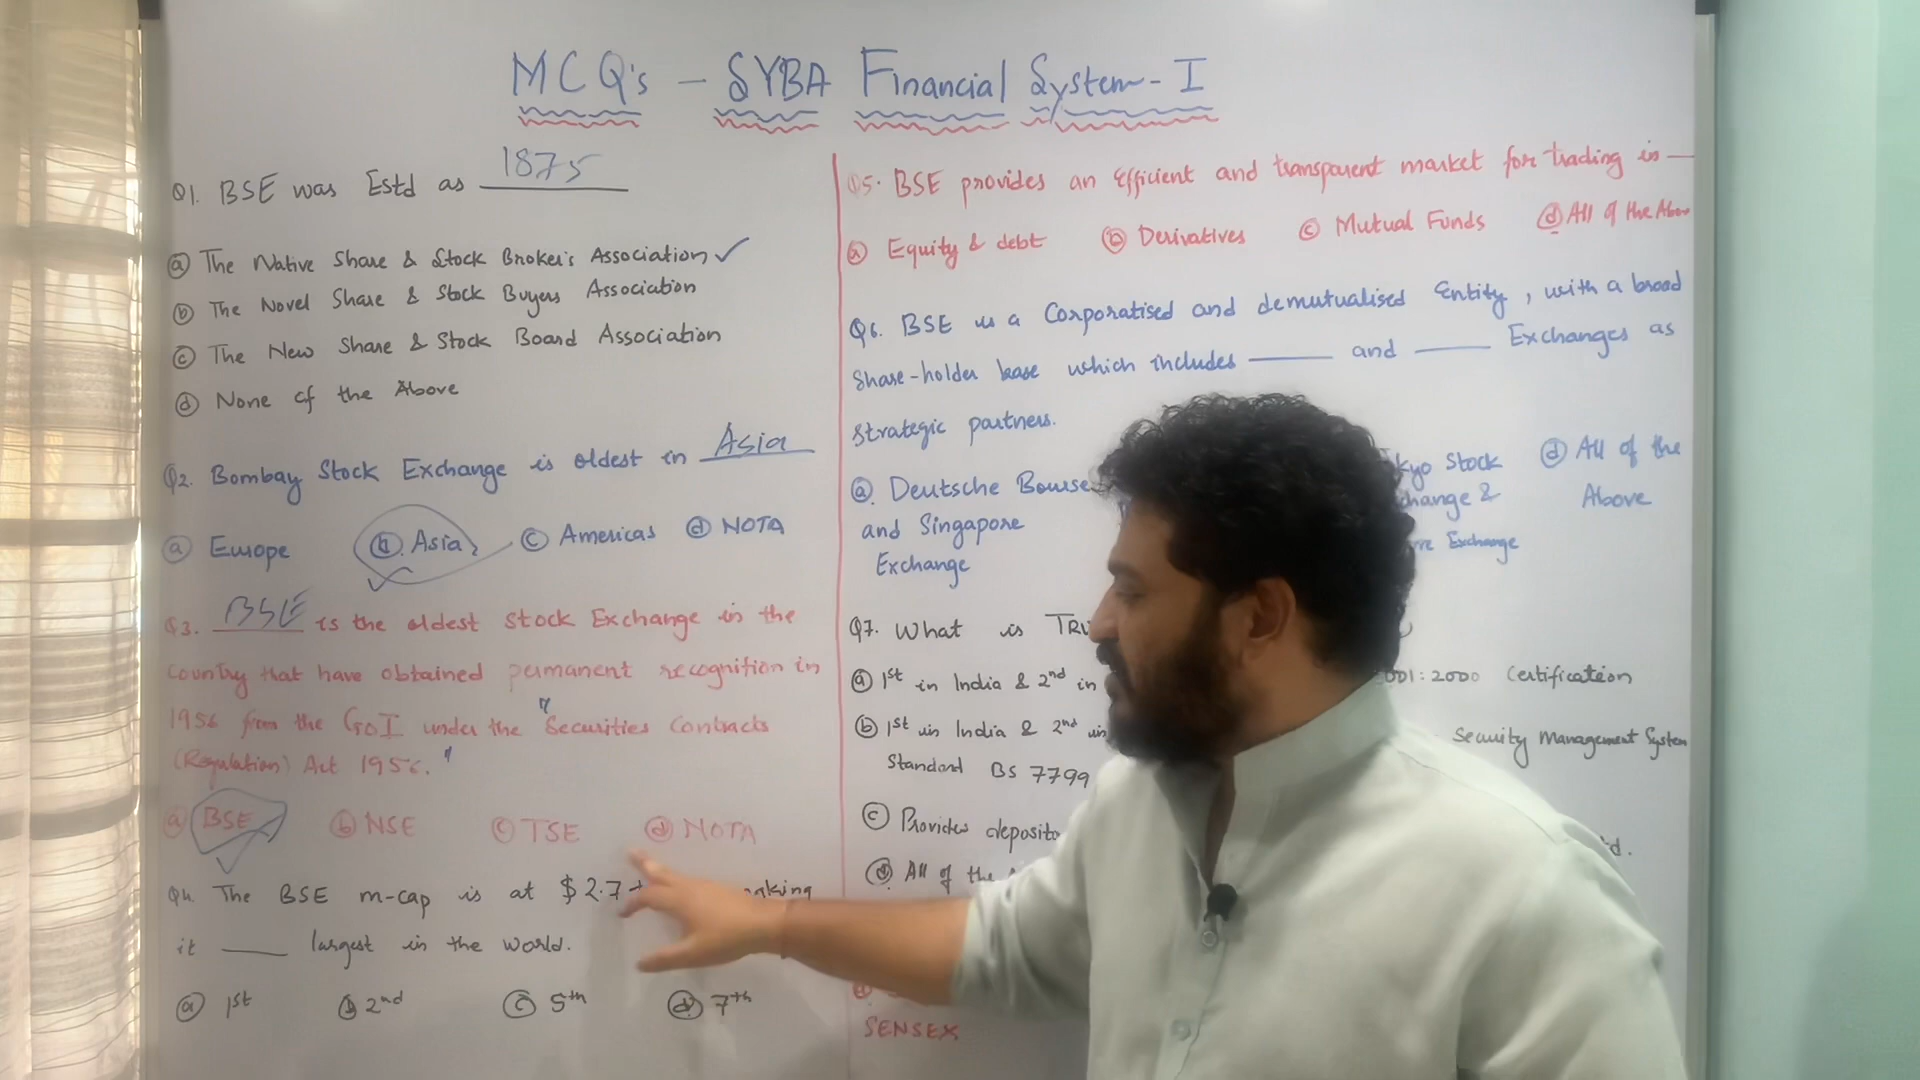 MCQ's - SYBA Financial System - I
Q1. BSE was Estd as 1875
(a) The Native Share & Stock Broker's Association ✓
(b) The Novel Share & Stock Buyers Association
(c) The New Share & Stock Board Association
(d) None of the Above
Q2. Bombay Stock Exchange is oldest in Asia
(a) Europe (b) Asia (c) Americas (d) NOTA
Q3. BSE is the oldest Stock Exchange in the
Country that have obtained permanent recognition in
1956 from the GoI under the "Securities Contracts
(Regulation) Act 1956."
(a) BSE (b) NSE (c) TSE (d) NOTA
Q4. The BSE m-cap is at $2.7
it ____ largest in the world.
(a) 1st (b) 2nd (c) 5th (d) 7th
Q5. BSE provides an Efficient and transparent market for trading in —
(a) Equity & debt (b) Derivatives (c) Mutual Funds (d) All of the Above
Q6. BSE is a Corporatised and demutualised Entity, with a broad
Share-holder base which includes ____ and ____ Exchanges as
strategic partners.
(a) Deutsche Bourse Stock (d) All of the
and Singapore & Above
Exchange Exchange
Q7. What is
(a) 1st in India & 2nd in 2000 Certification
(b) 1st in India & 2nd in Security Management System
Standard BS 7799
(c) Provides
(d) All of the
SENSEX